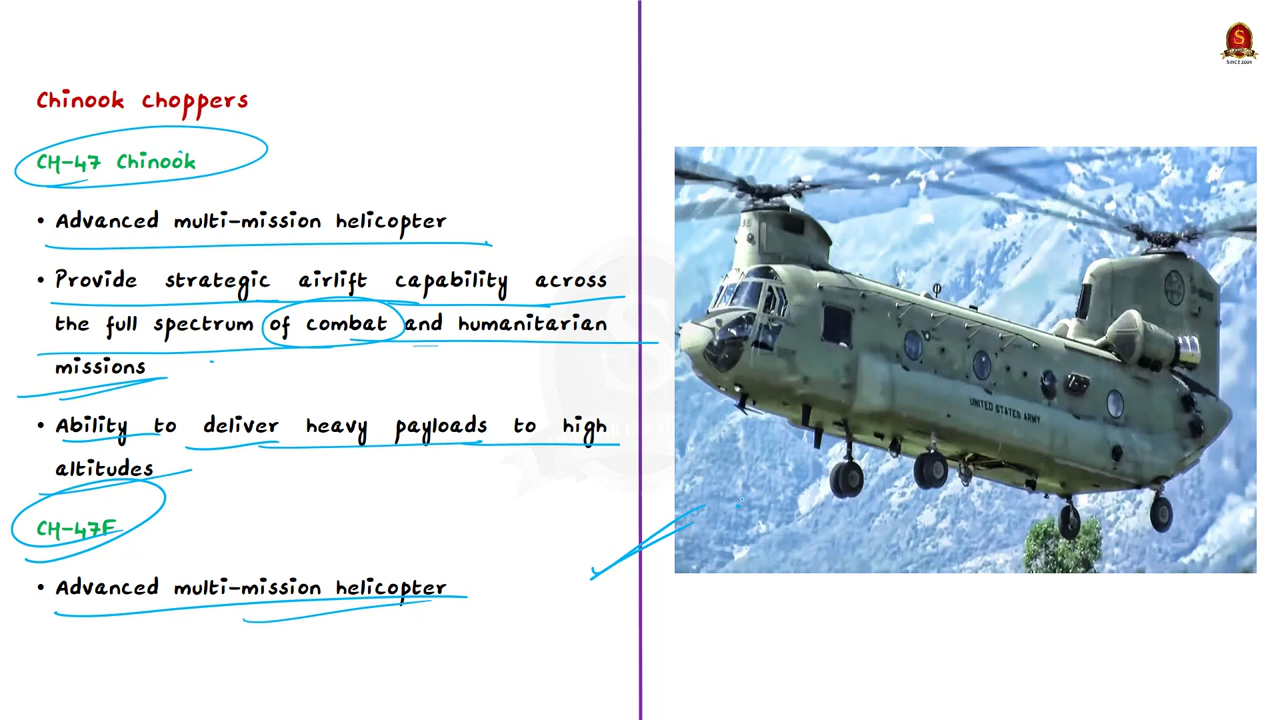 Chinook choppers
CH-47 Chinook
• Advanced multi-mission helicopter
• Provide strategic airlift capability across
the full spectrum of combat and humanitarian
missions
• Ability to deliver heavy payloads to high
altitudes
CH-47F
• Advanced multi-mission helicopter
S
SINCE 2004
UNITED STATES ARMY